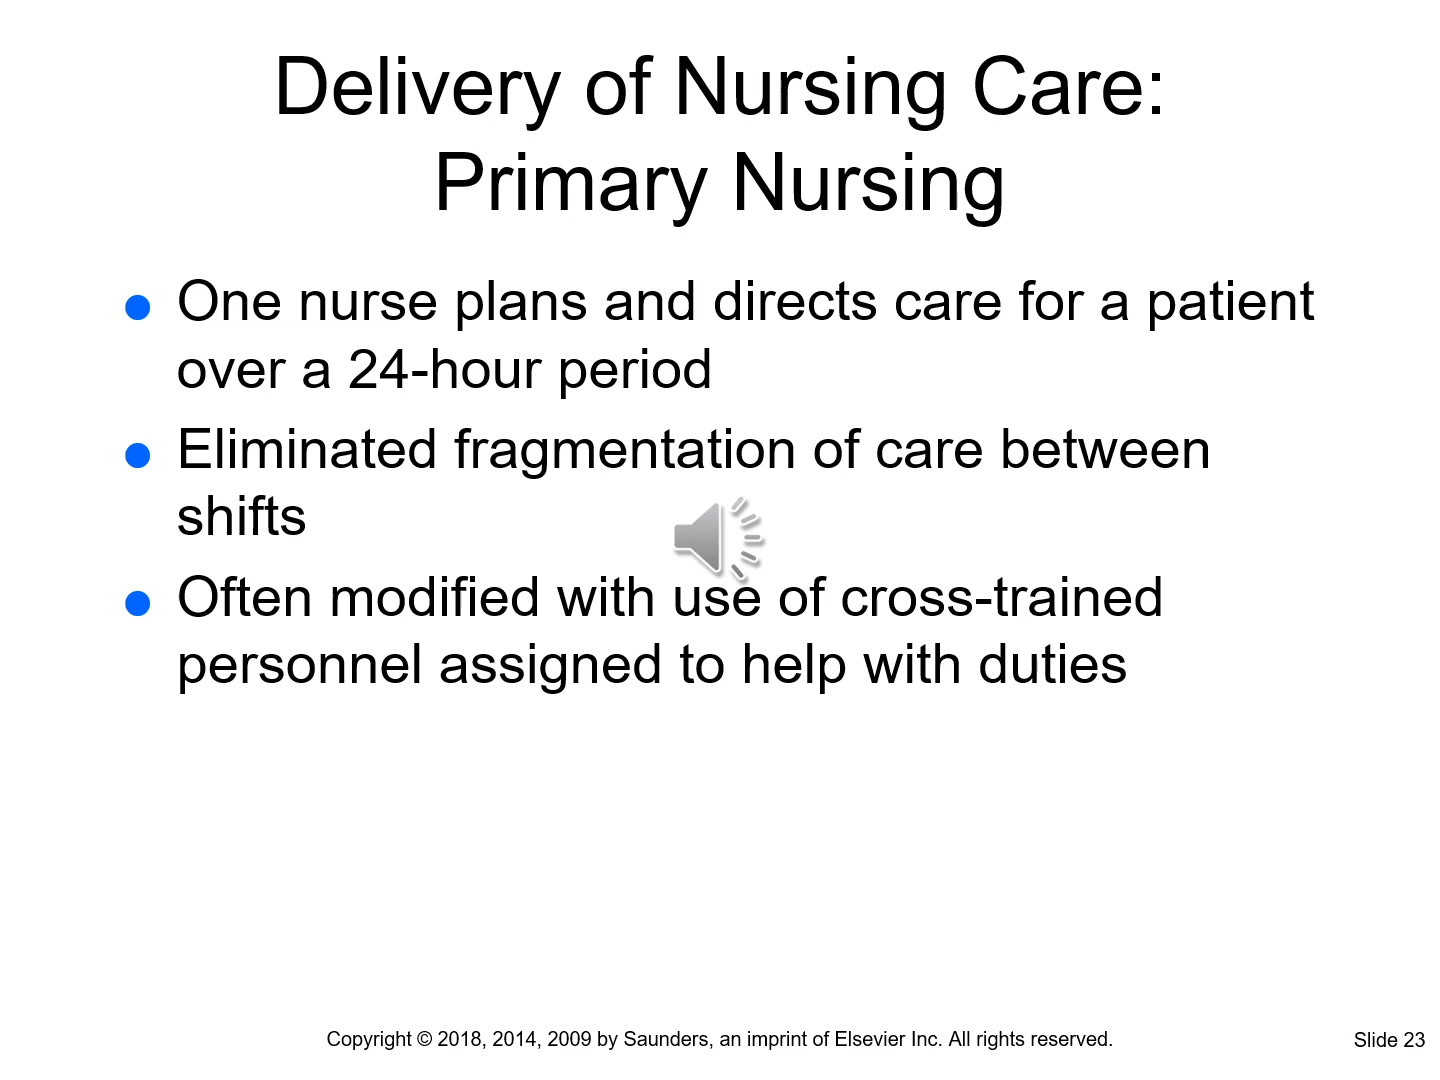 Delivery of Nursing Care:
Primary Nursing
One nurse plans and directs care for a patient
over a 24-hour period
Eliminated fragmentation of care between
shifts
Often modified with use of cross-trained
personnel assigned to help with duties
Copyright © 2018, 2014, 2009 by Saunders, an imprint of Elsevier Inc. All rights reserved.
Slide 23